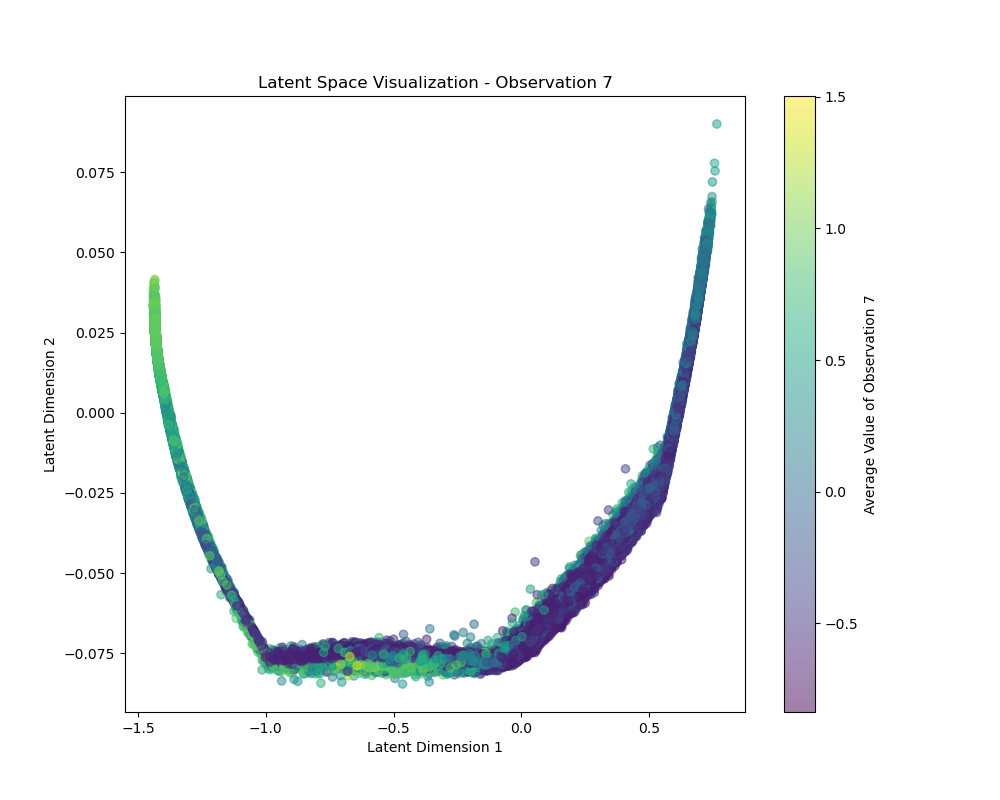 Latent Space Visualization - Observation 7
0.075
0.050
0.025
0.000
−0.025
−0.050
−0.075
−1.5 −1.0 −0.5 0.0 0.5
Latent Dimension 1
Latent Dimension 2
1.5
1.0
0.5
0.0
−0.5
Average Value of Observation 7